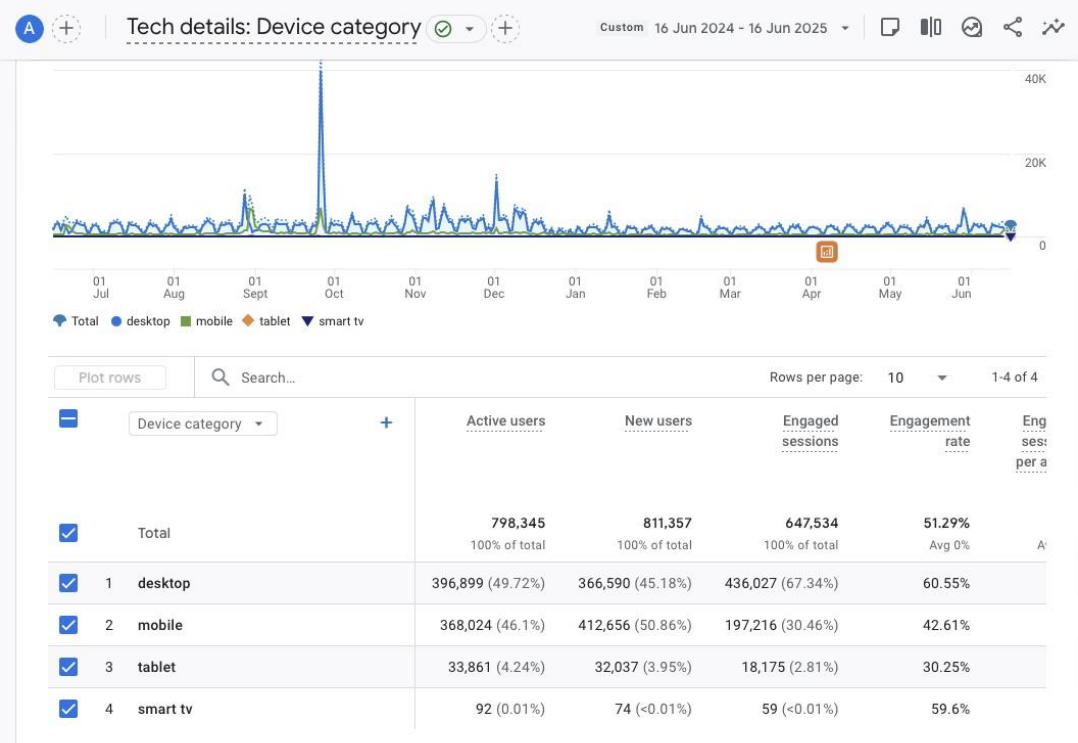 A
Tech details: Device category
Custom 16 Jun 2024 - 16 Jun 2025
40K
20K
0
01 Jul
01 Aug
01 Sept
01 Oct
01 Nov
01 Dec
01 Jan
01 Feb
01 Mar
01 Apr
01 May
01 Jun
Total desktop mobile tablet smart tv
Plot rows Search... Rows per page: 10 1-4 of 4
Device category + Active users New users Engaged sessions Engagement rate Eng sess per a
Total 798,345 811,357 647,534 51.29%
100% of total 100% of total 100% of total Avg 0% A
1 desktop 396,899 (49.72%) 366,590 (45.18%) 436,027 (67.34%) 60.55%
2 mobile 368,024 (46.1%) 412,656 (50.86%) 197,216 (30.46%) 42.61%
3 tablet 33,861 (4.24%) 32,037 (3.95%) 18,175 (2.81%) 30.25%
4 smart tv 92 (0.01%) 74 (<0.01%) 59 (<0.01%) 59.6%